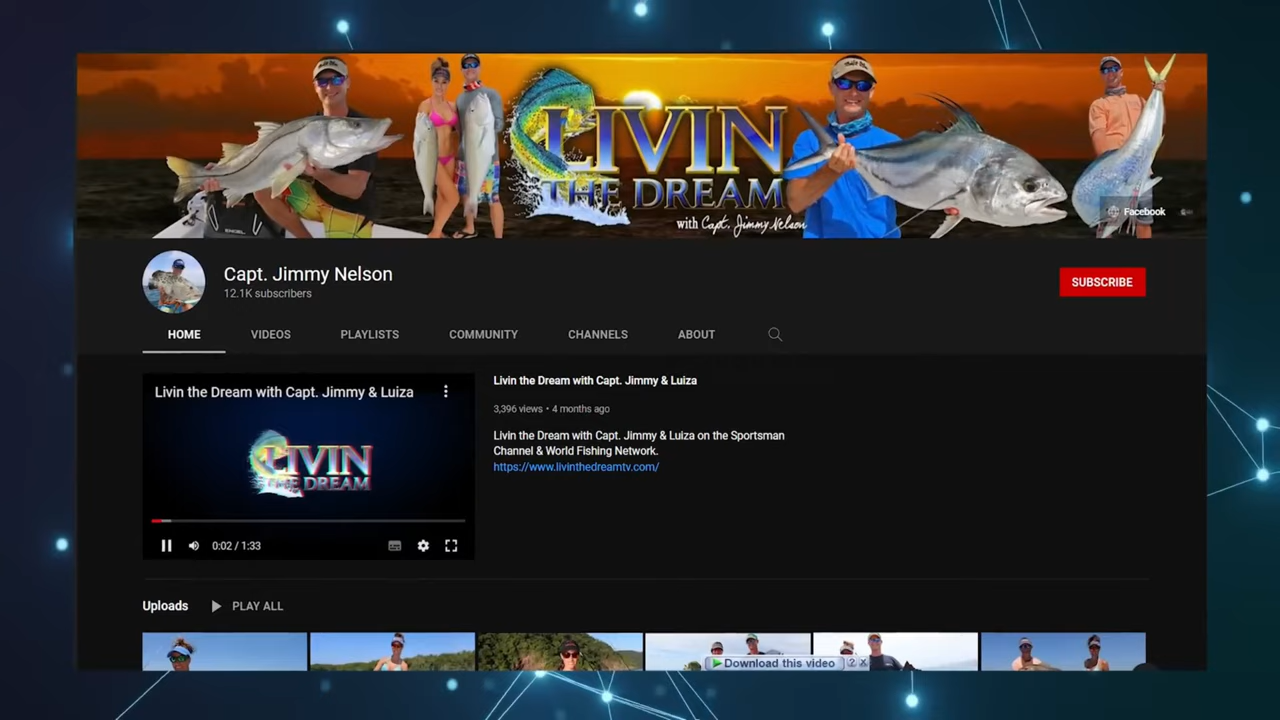 LIVIN
THE DREAM
with Capt. Jimmy Nelson
Facebook
Capt. Jimmy Nelson
12.1K subscribers
SUBSCRIBE
HOME VIDEOS PLAYLISTS COMMUNITY CHANNELS ABOUT
Livin the Dream with Capt. Jimmy & Luiza
LIVIN
THE DREAM
0:02 / 1:33
Livin the Dream with Capt. Jimmy & Luiza
3,396 views • 4 months ago
Livin the Dream with Capt. Jimmy & Luiza on the Sportsman
Channel & World Fishing Network.
https://www.livinthedreamtv.com/
Uploads PLAY ALL
Download this video ? X